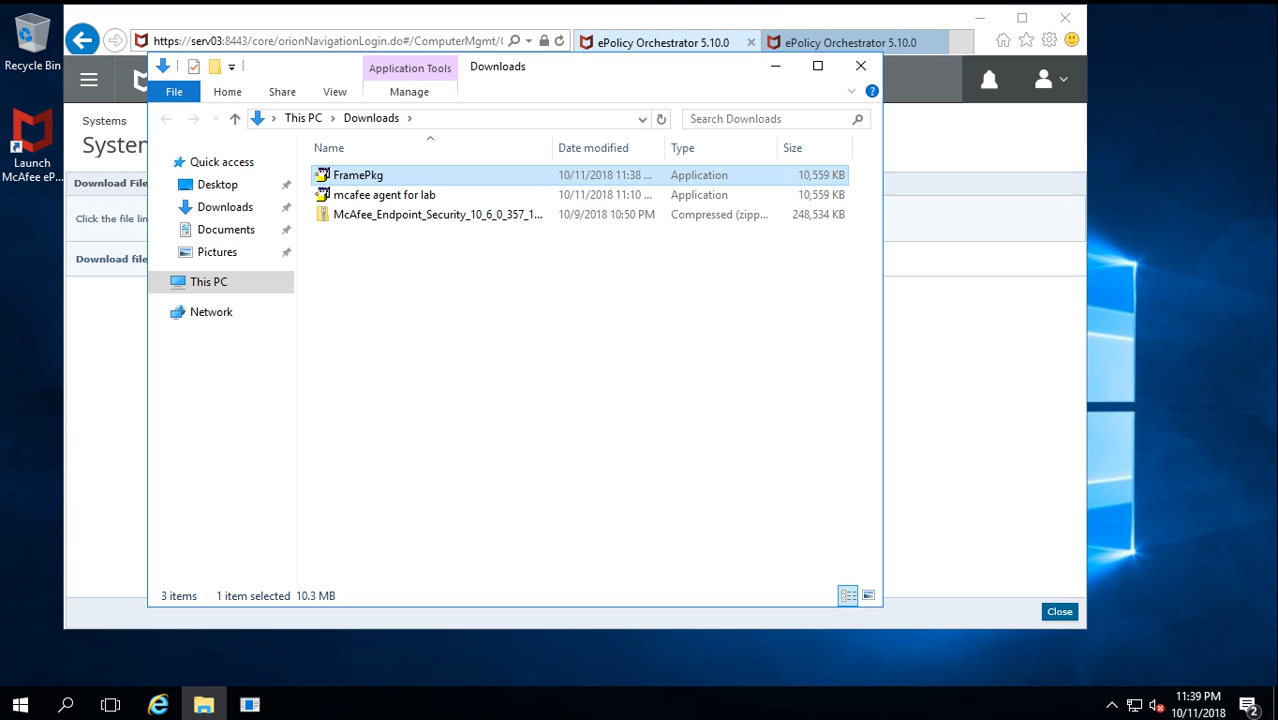 Recycle Bin
Launch
McAfee eP...
https://serv03:8443/core/orionNavigationLogin.do#/ComputerMgmt/
ePolicy Orchestrator 5.10.0
ePolicy Orchestrator 5.10.0
Application Tools
Downloads
File
Home
Share
View
Manage
This PC
Downloads
Search Downloads
Systems
System
Download File
Click the file lin
Download file
Quick access
Desktop
Downloads
Documents
Pictures
This PC
Network
Name
Date modified
Type
Size
FramePkg
10/11/2018 11:38 ...
Application
10,559 KB
mcafee agent for lab
10/11/2018 11:10 ...
Application
10,559 KB
McAfee_Endpoint_Security_10_6_0_357_1...
10/9/2018 10:50 PM
Compressed (zipp...
248,534 KB
3 items
1 item selected
10.3 MB
Close
11:39 PM
10/11/2018
2